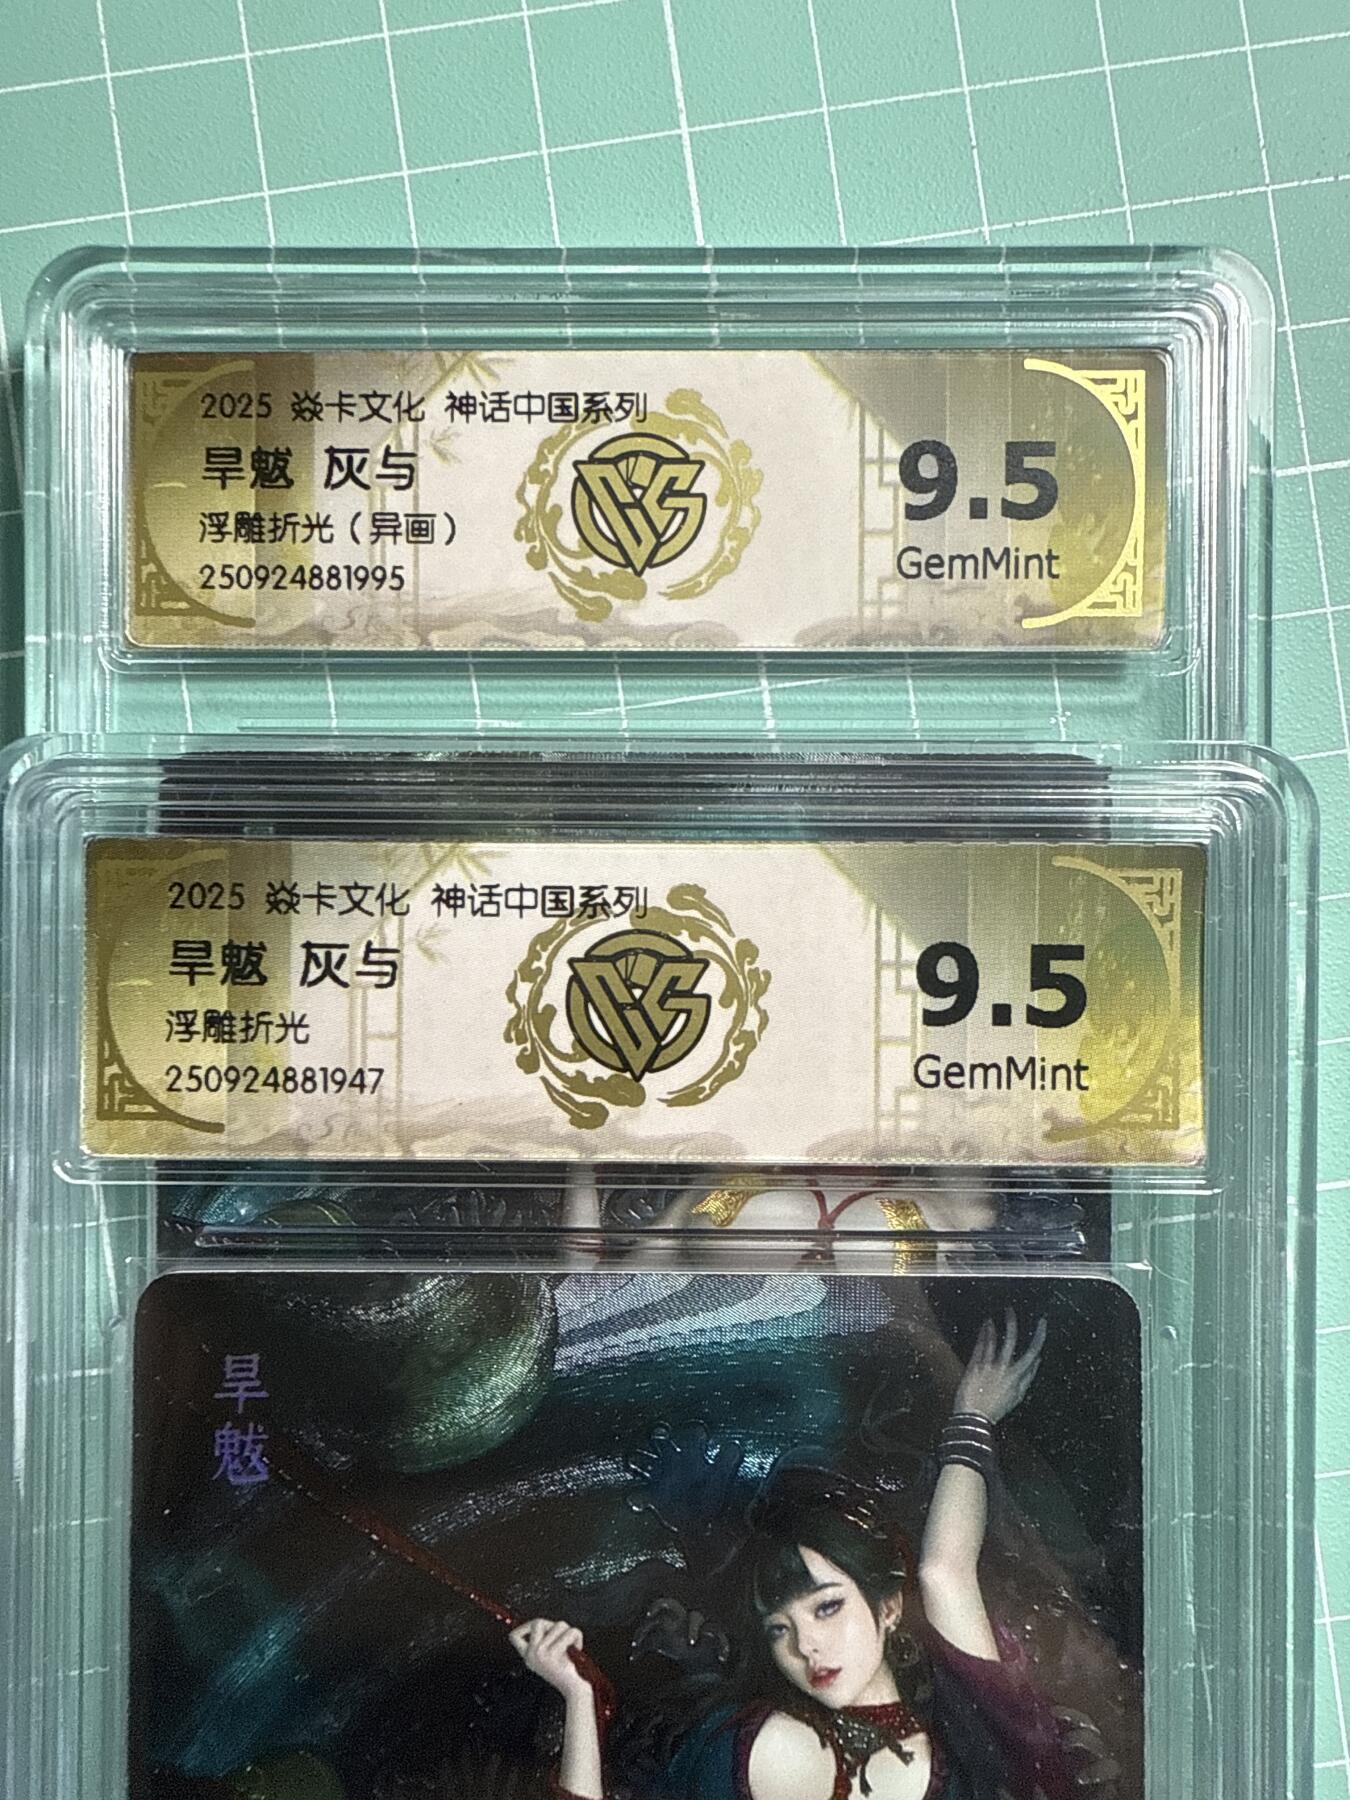 2025 焱卡文化 神话中国系列
旱魃 灰与
浮雕折光（异画）
250924881995
9.5
GemMint
2025 焱卡文化 神话中国系列
旱魃 灰与
浮雕折光
250924881947
9.5
GemMint
旱魃